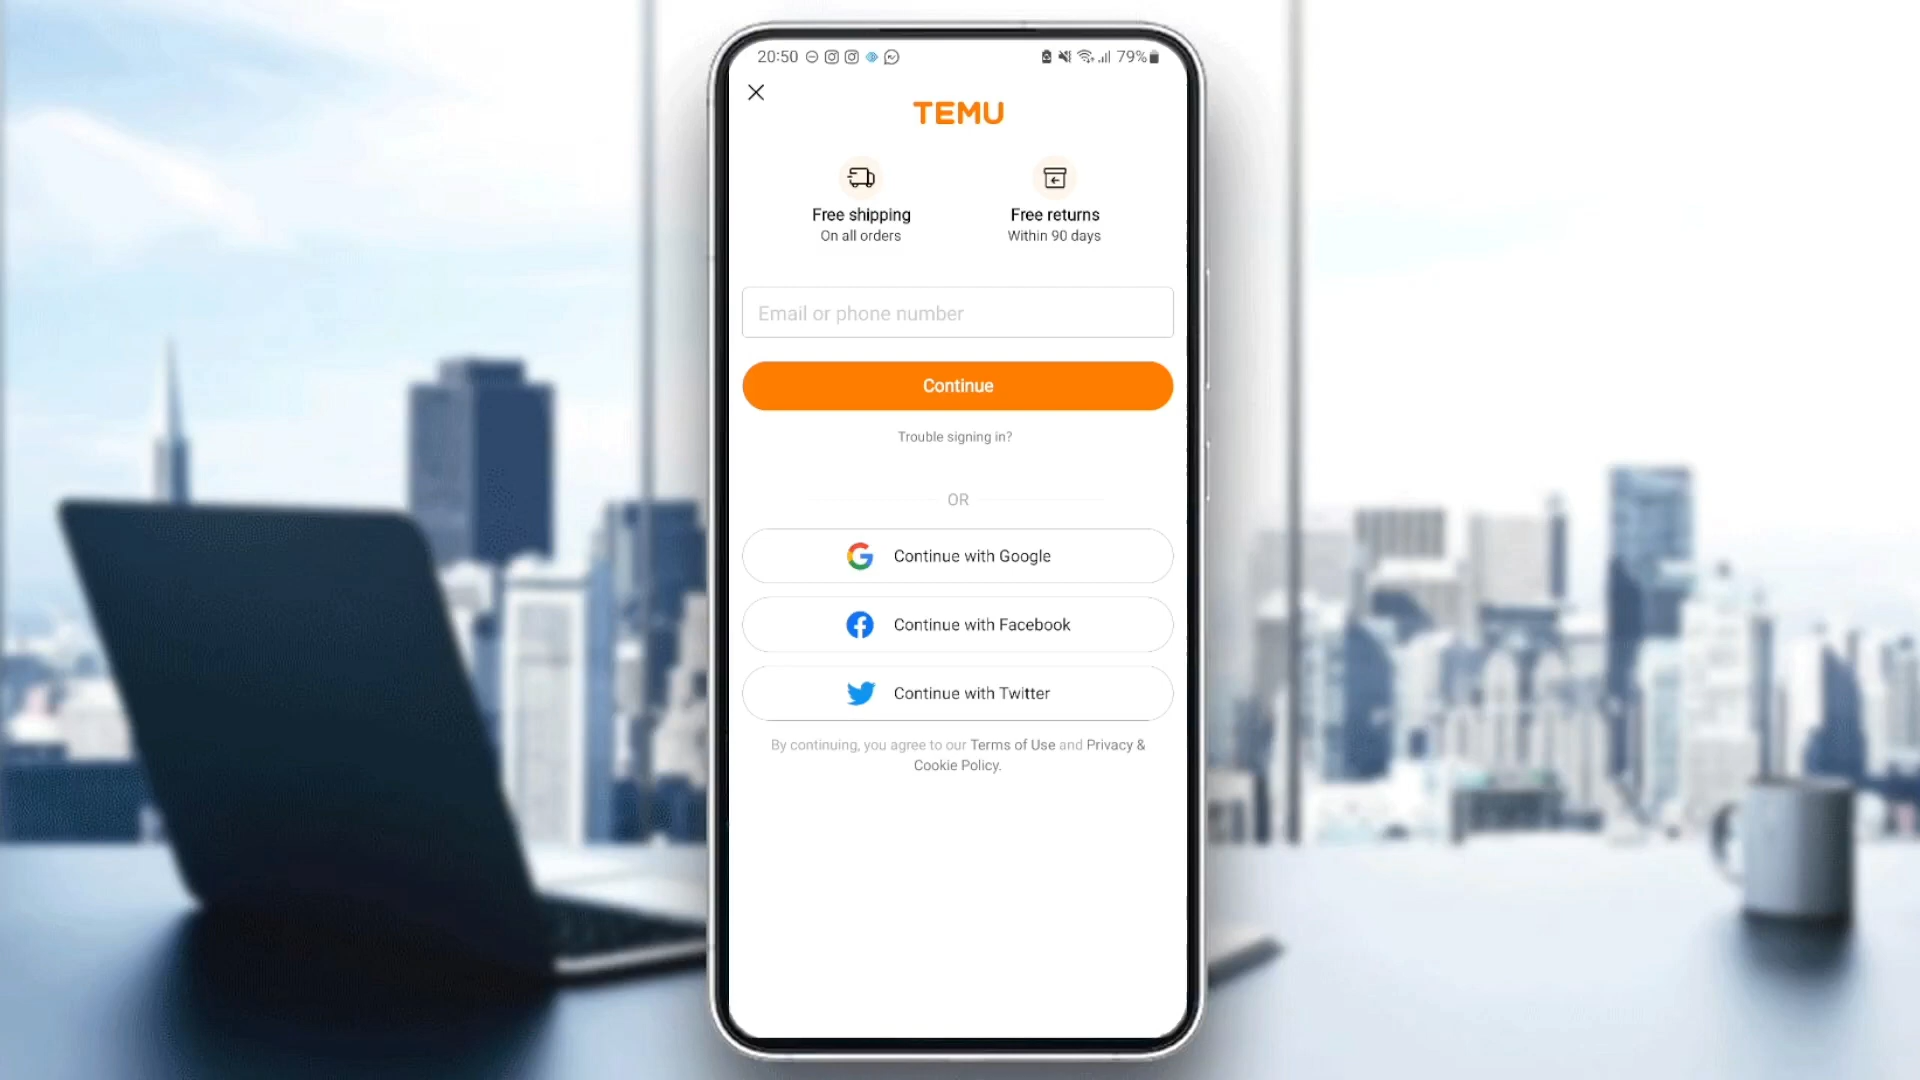 20:50
79%
TEMU
Free shipping
On all orders
Free returns
Within 90 days
Email or phone number
Continue
Trouble signing in?
OR
Continue with Google
Continue with Facebook
Continue with Twitter
By continuing, you agree to our Terms of Use and Privacy &
Cookie Policy.